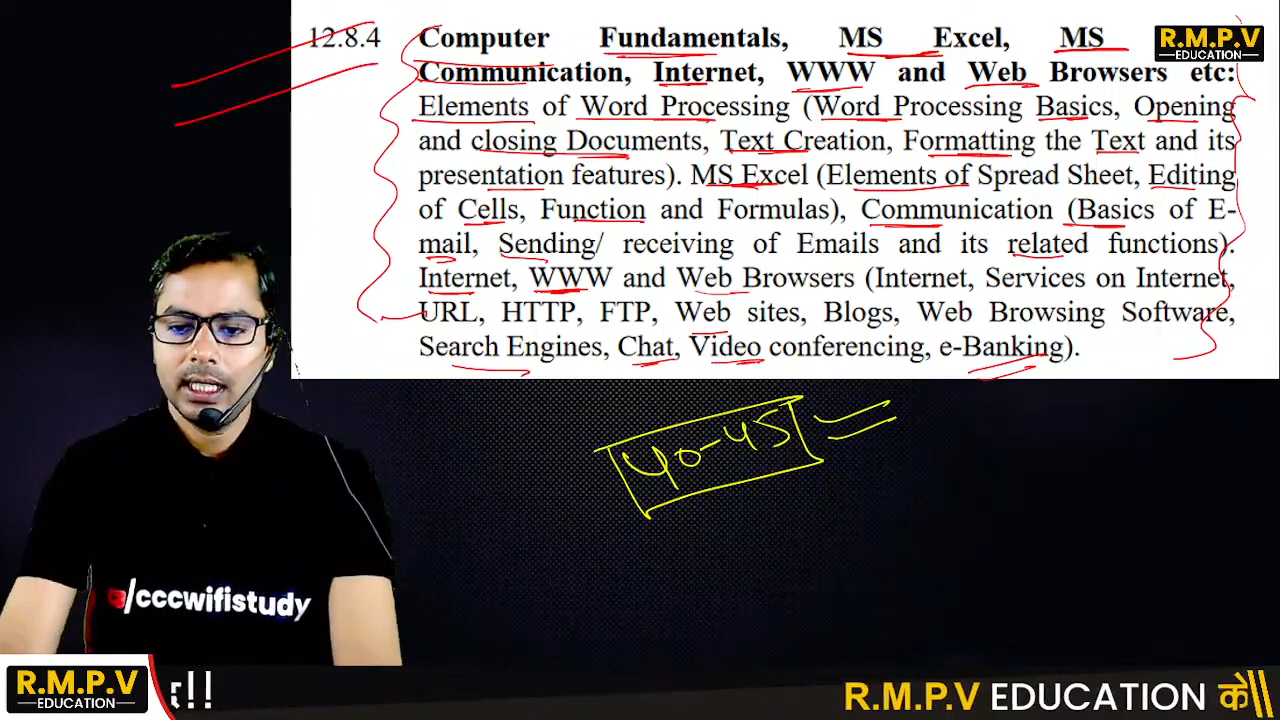 12.8.4 Computer Fundamentals, MS Excel, MS
Communication, Internet, WWW and Web Browsers etc:
Elements of Word Processing (Word Processing Basics, Opening
and closing Documents, Text Creation, Formatting the Text and its
presentation features). MS Excel (Elements of Spread Sheet, Editing
of Cells, Function and Formulas), Communication (Basics of E-
mail, Sending/ receiving of Emails and its related functions).
Internet, WWW and Web Browsers (Internet, Services on Internet,
URL, HTTP, FTP, Web sites, Blogs, Web Browsing Software,
Search Engines, Chat, Video conferencing, e-Banking).
R.M.P.V
EDUCATION
40-45
/cccwifistudy
R.M.P.V
EDUCATION
!!
R.M.P.V EDUCATION के